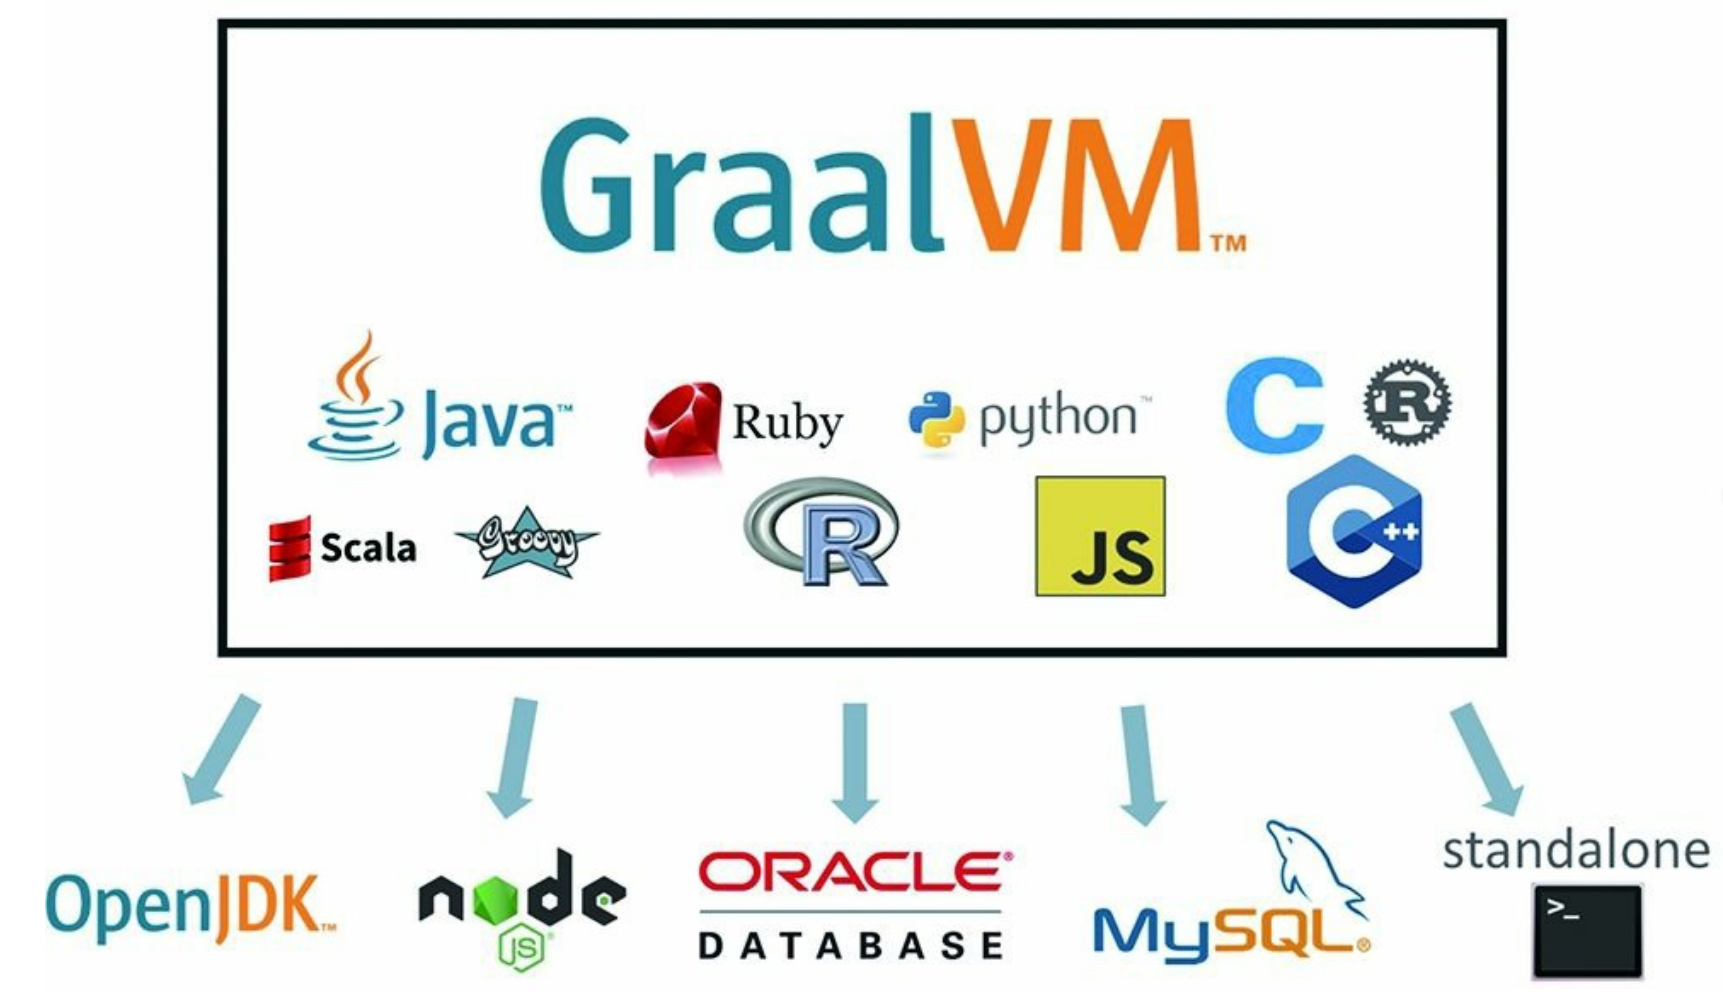 GraalVM™
Java™
Ruby
python™
C
R
Scala
Groovy
R
JS
C++
OpenJDK™
node
JS®
ORACLE®
DATABASE
MySQL®
standalone
>_